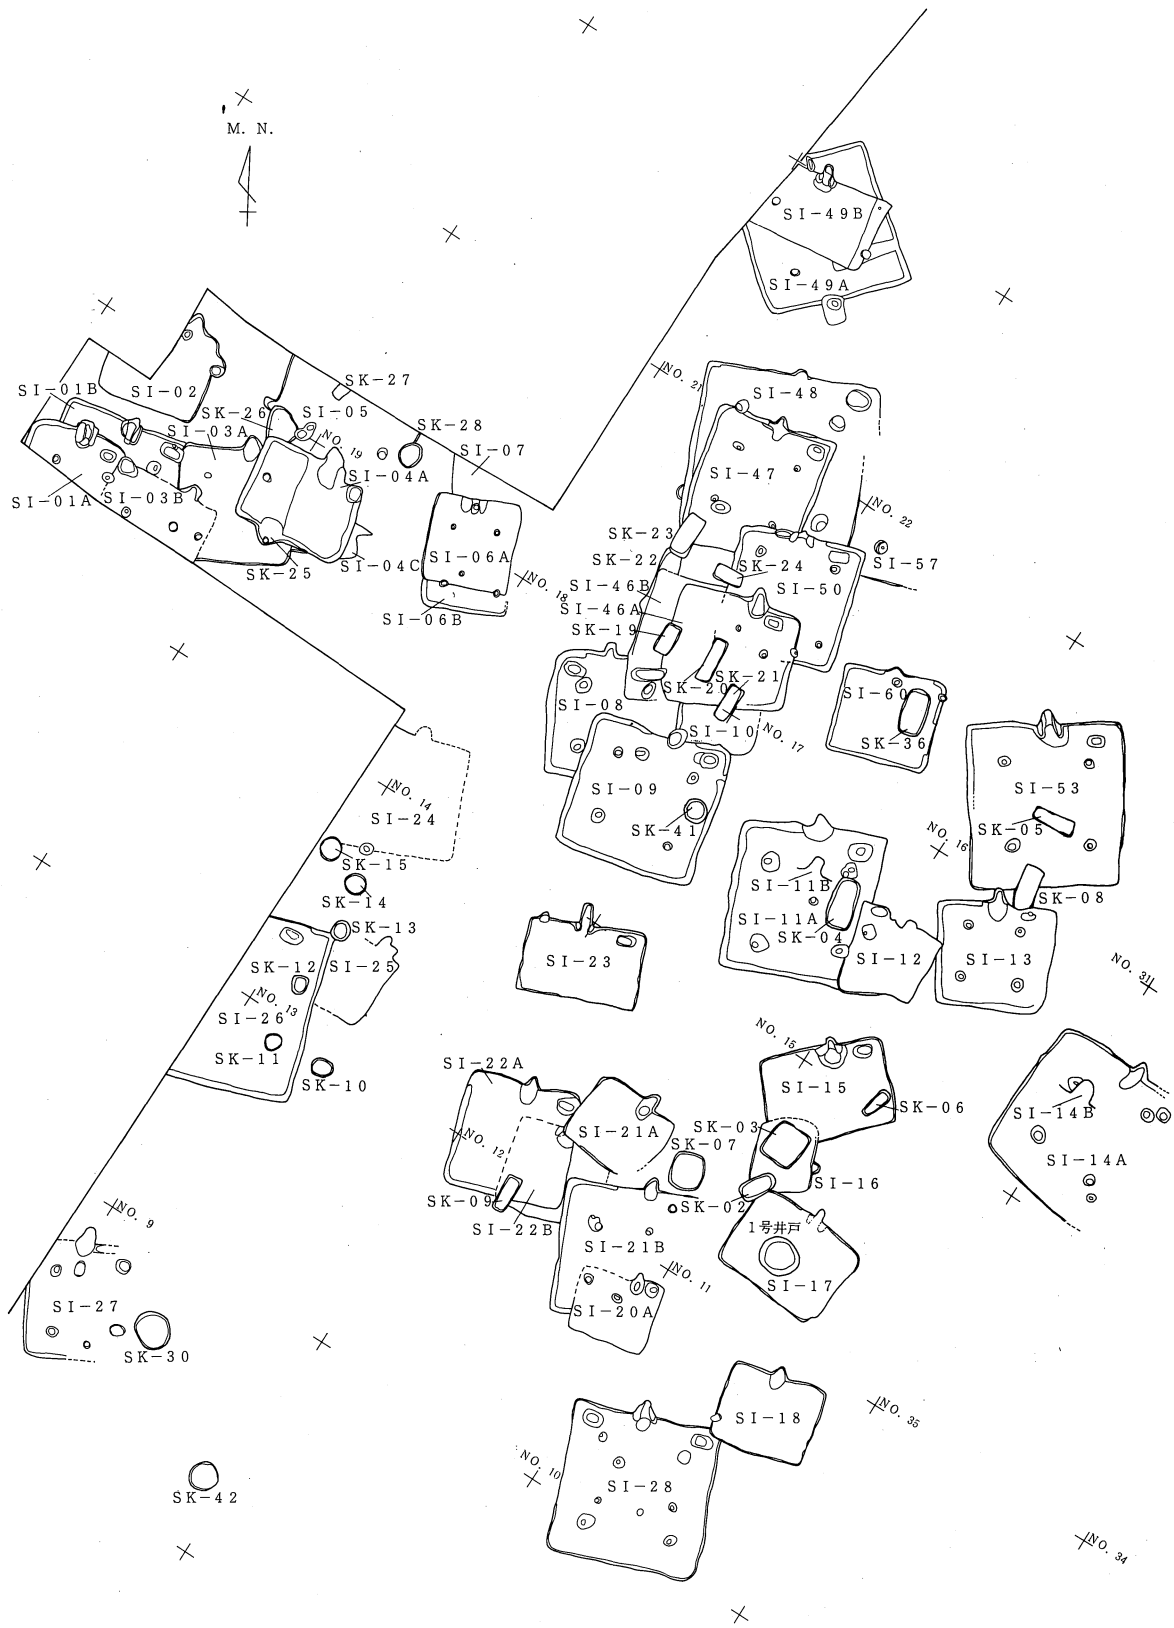 M. N.
SI-49B
SI-49A
NO. 21
SI-48
SK-27
SI-01B
SI-02
SK-26
SI-05
SK-28
SI-03A
NO. 19
SI-07
SI-04A
SI-47
SI-01A
SI-03B
NO. 22
SK-23
SI-06A
SK-22
SK-24
SI-57
SK-25
SI-04C
NO. 18
SI-46B
SI-50
SI-46A
SI-06B
SK-19
SK-20
SK-21
SI-60
SI-08
SI-10
NO. 17
SK-36
NO. 14
SI-09
SI-53
SI-24
SK-41
SK-05
NO. 16
SK-15
SI-11B
SK-14
SK-08
SI-11A
SK-13
SK-04
SK-12
SI-25
SI-23
SI-12
SI-13
NO. 31
NO. 13
SI-26
SK-11
NO. 15
SI-22A
SI-15
SK-10
SK-06
SI-14B
SK-03
SI-21A
NO. 12
SK-07
SI-14A
SI-16
SK-09
SK-02
NO. 9
SI-22B
1号井戸
SI-21B
NO. 11
SI-17
SI-27
SI-20A
SK-30
SI-18
NO. 35
NO. 10
SI-28
SK-42
NO. 34